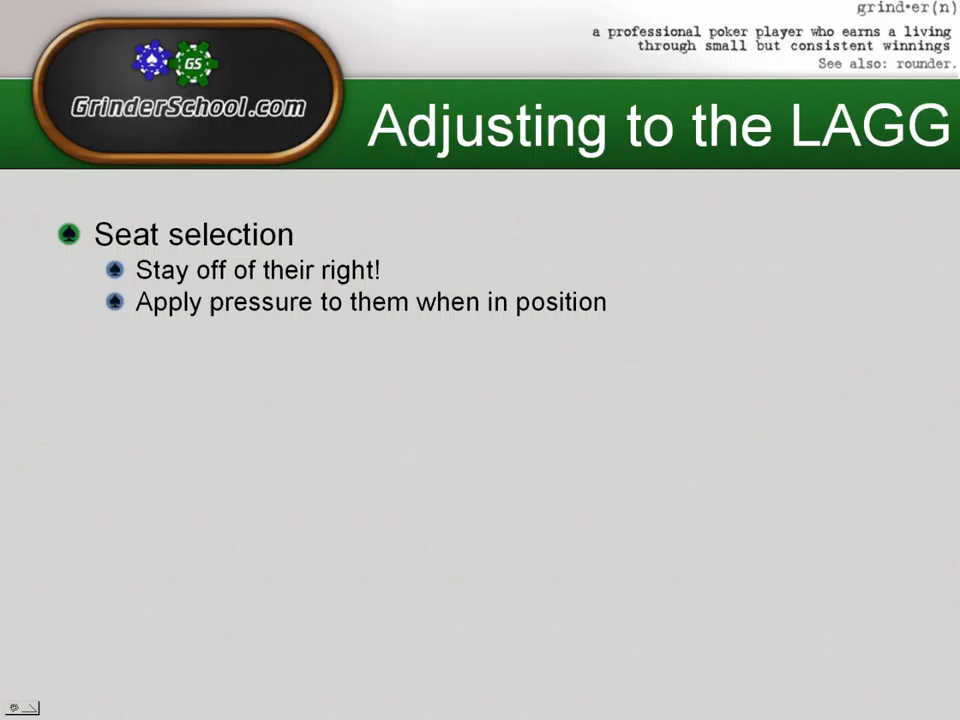 grind•er(n)
a professional poker player who earns a living
through small but consistent winnings
See also: rounder.
GS
GrinderSchool.com
Adjusting to the LAGG
Seat selection
Stay off of their right!
Apply pressure to them when in position